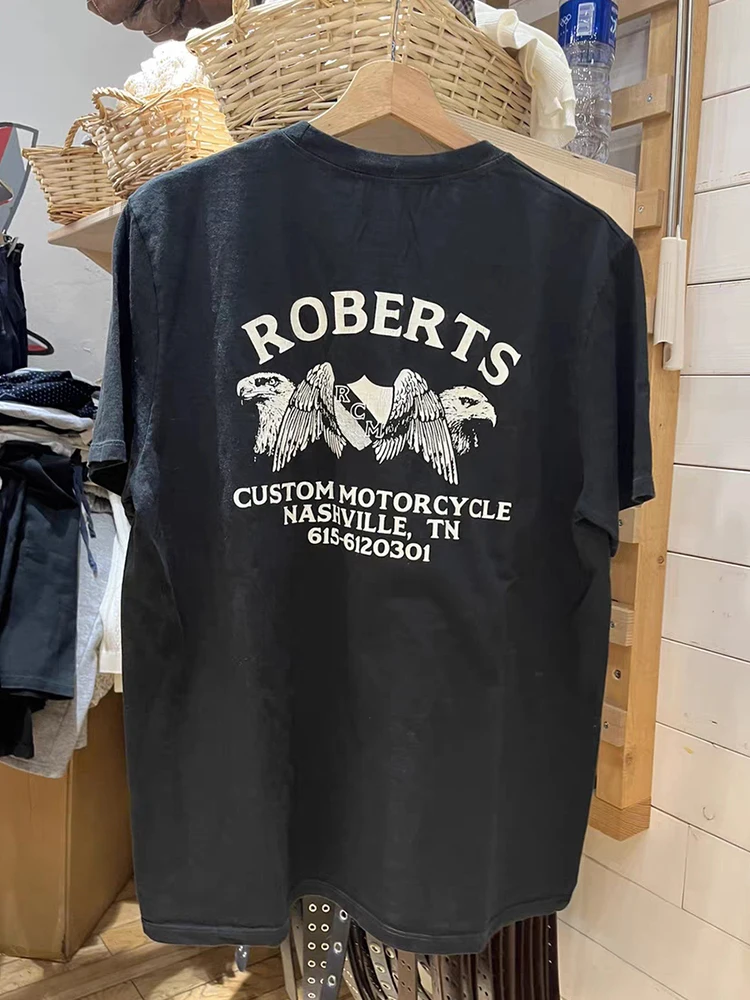 ROBERTS
RCM
CUSTOM MOTORCYCLE
NASHVILLE, TN
615-6120301